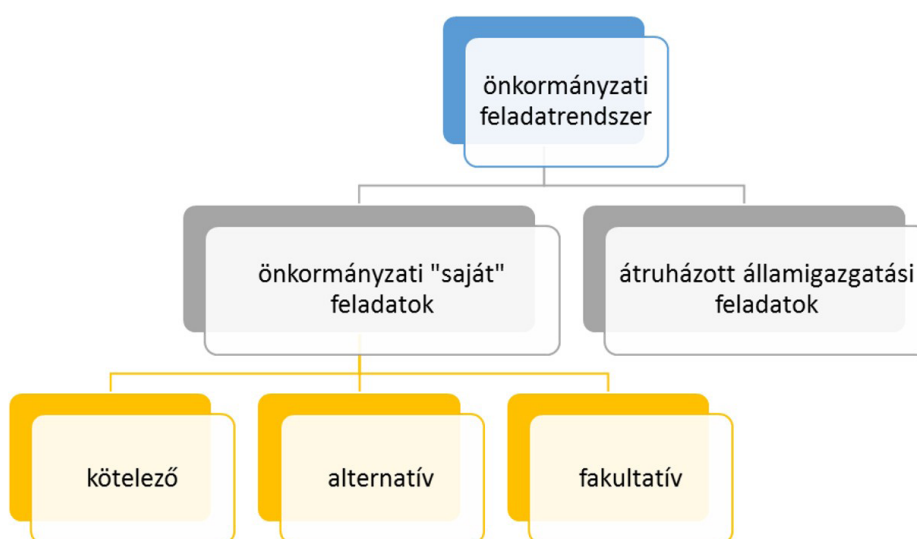 önkormányzati
feladatrendszer
önkormányzati "saját"
feladatok
átruházott államigazgatási
feladatok
kötelező
alternatív
fakultatív